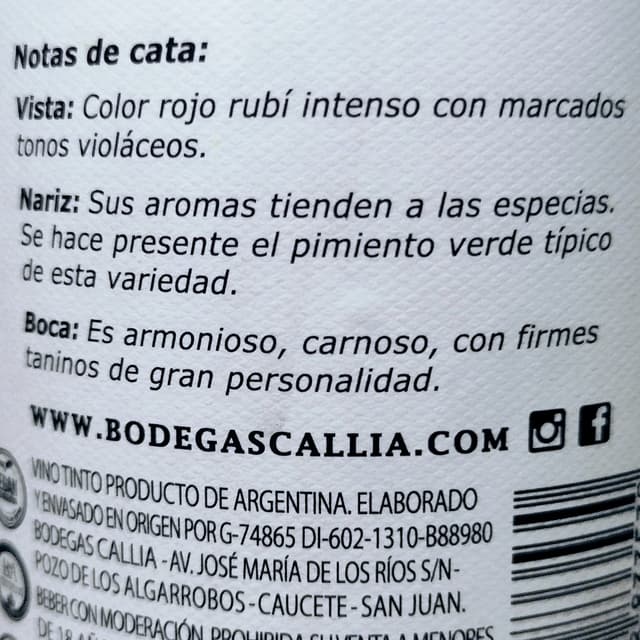 Notas de cata:
Vista: Color rojo rubí intenso con marcados
tonos violáceos.
Nariz: Sus aromas tienden a las especias.
Se hace presente el pimiento verde típico
de esta variedad.
Boca: Es armonioso, carnoso, con firmes
taninos de gran personalidad.
WWW.BODEGASCALLIA.COM
VINO TINTO PRODUCTO DE ARGENTINA. ELABORADO
Y ENVASADO EN ORIGEN POR G-74865 DI-602-1310-B88980
BODEGAS CALLIA - AV. JOSÉ MARÍA DE LOS RÍOS S/N-
POZO DE LOS ALGARROBOS - CAUCETE - SAN JUAN.
BEBER CON MODERACIÓN. PROHIBIDA SU VENTA A MENORES
DE 18